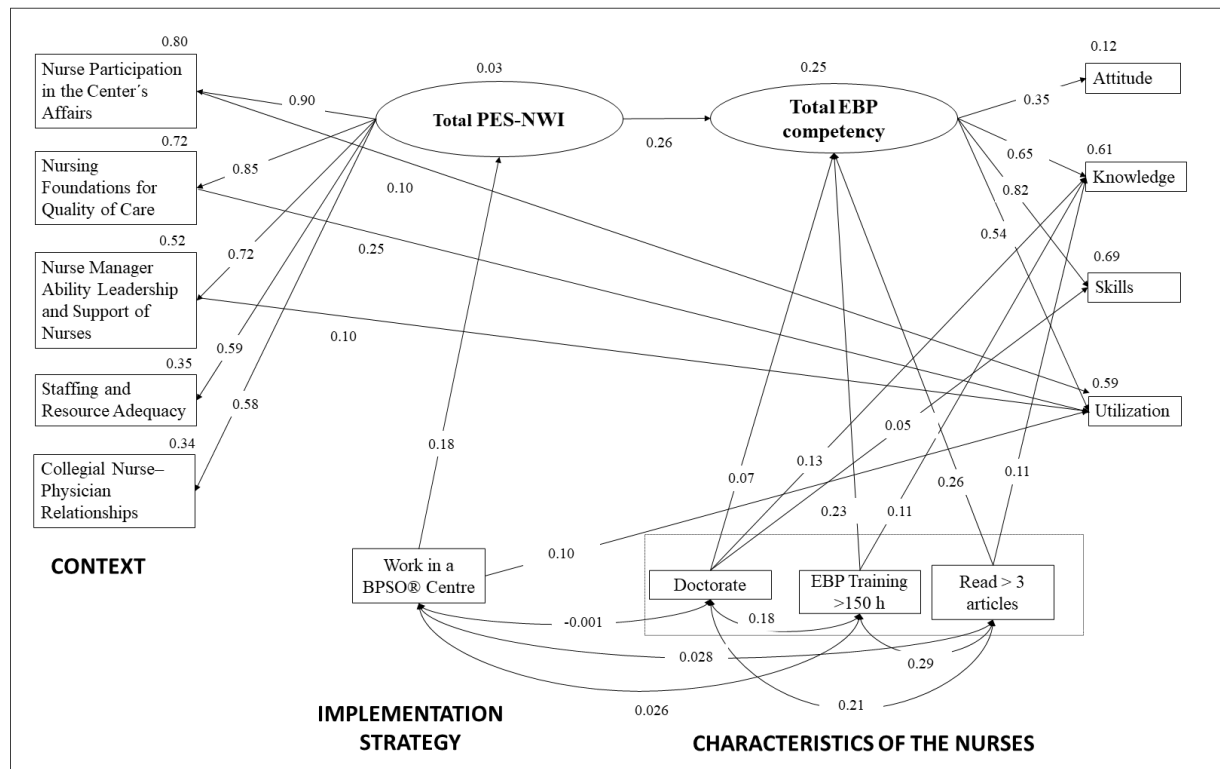 0.80
Nurse Participation
in the Center´s
Affairs
0.72
Nursing
Foundations for
Quality of Care
0.52
Nurse Manager
Ability Leadership
and Support of
Nurses
0.35
Staffing and
Resource Adequacy
0.34
Collegial Nurse–
Physician
Relationships
CONTEXT
0.90
0.85
0.72
0.59
0.58
0.03
Total PES-NWI
0.26
0.25
Total EBP
competency
0.12
Attitude
0.35
0.65
0.61
Knowledge
0.82
0.54
0.69
Skills
0.59
Utilization
0.10
0.25
0.10
0.18
0.05
0.13
0.07
0.23
0.11
0.26
0.11
0.10
Work in a
BPSO® Centre
Doctorate
EBP Training
>150 h
Read > 3
articles
-0.001
0.18
0.028
0.29
0.026
0.21
IMPLEMENTATION
STRATEGY
CHARACTERISTICS OF THE NURSES